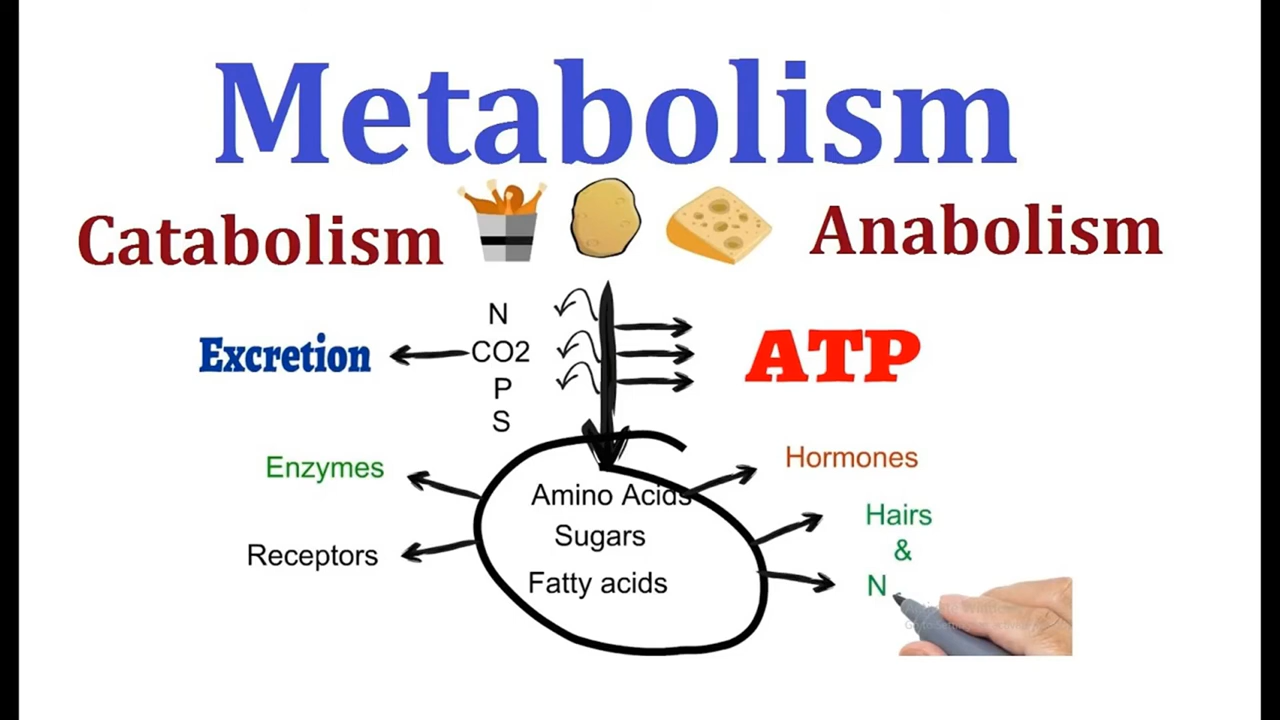 Metabolism
Catabolism
Anabolism
N
CO2
P
S
Excretion
ATP
Enzymes
Receptors
Amino Acids
Sugars
Fatty acids
Hormones
Hairs
&
N